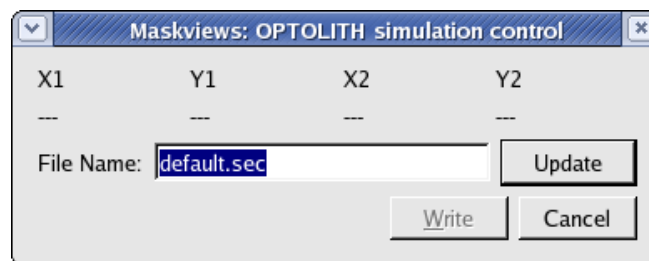 Maskviews: OPTOLITH simulation control
X1 Y1 X2 Y2
--- --- --- ---
File Name: default.sec Update
Write Cancel